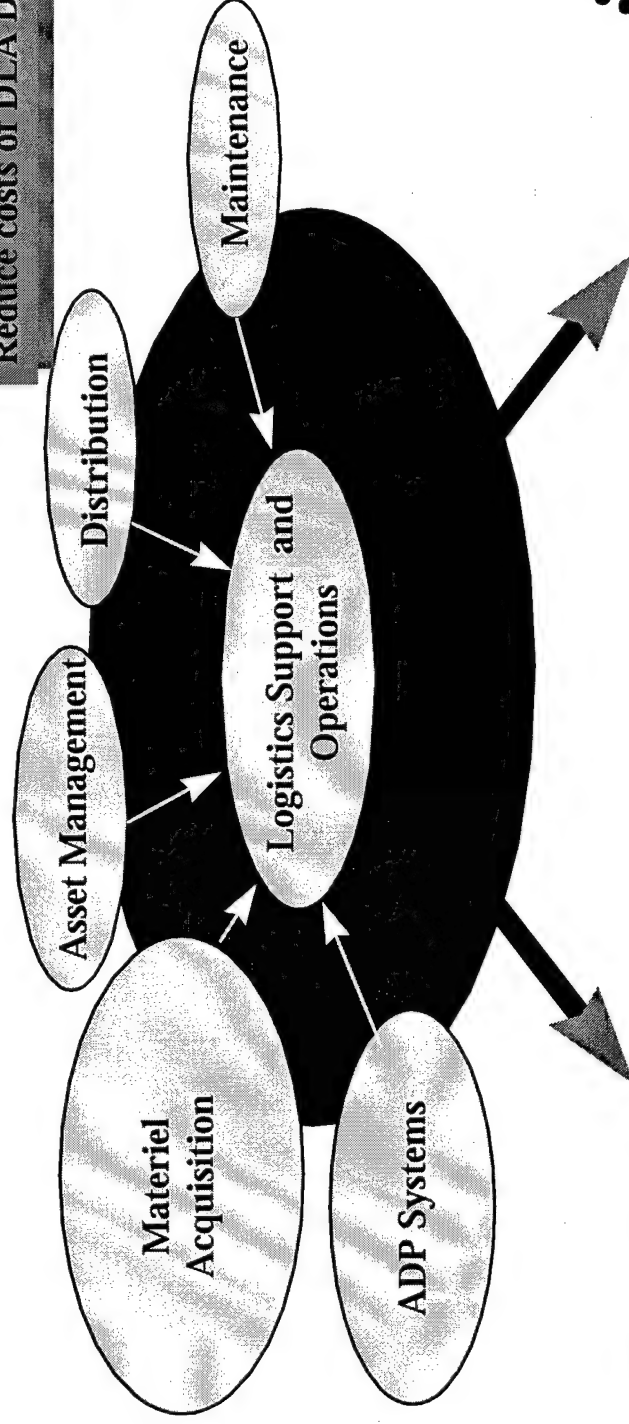 Reduce costs of DLA
Distribution
Maintenance
Asset Management
Materiel
Acquisition
Logistics Support and
Operations
ADP Systems